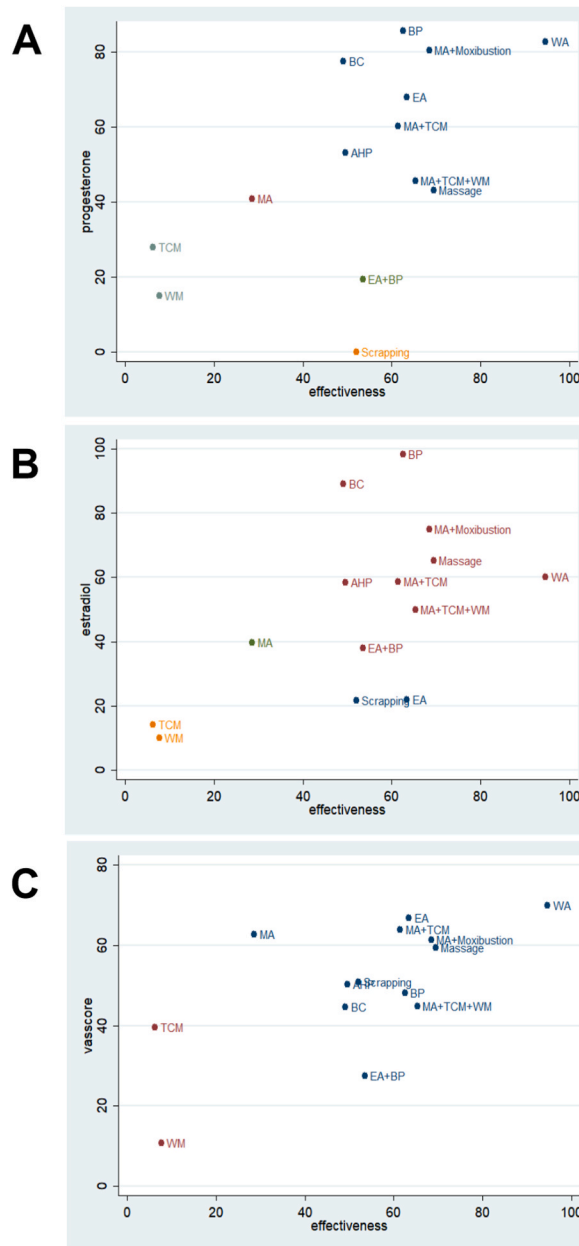 A
BP
WA
MA+Moxibustion
BC
EA
MA+TCM
AHP
MA+TCM+WM
Massage
MA
TCM
EA+BP
WM
Scrapping
progesterone
80
60
40
20
0
0 20 40 60 80 100
effectiveness
B
BP
BC
MA+Moxibustion
Massage
WA
AHP
MA+TCM
MA+TCM+WM
MA
EA+BP
Scrapping
EA
TCM
WM
estradiol
100
80
60
40
20
0
0 20 40 60 80 100
effectiveness
C
WA
EA
MA+TCM
MA
MA+Moxibustion
Massage
Scrapping
AHP
BP
BC
MA+TCM+WM
TCM
EA+BP
WM
vasscore
80
60
40
20
0
0 20 40 60 80 100
effectiveness